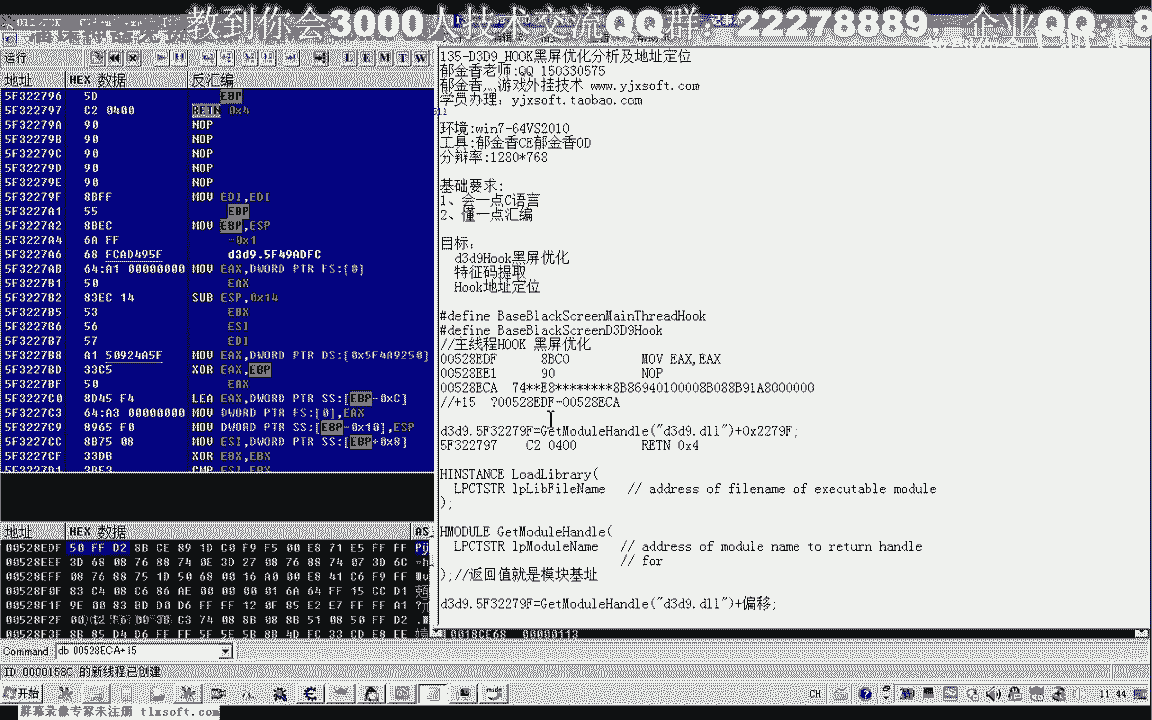 教到你会3000人技术交流QQ群：22278889, 企业QQ：8
运行
L E M T W
地址 HEX 数据 反汇编
5F322796 5D EBP
5F322797 C2 0400 RETN 0x4
5F32279A 90 NOP
5F32279B 90 NOP
5F32279C 90 NOP
5F32279D 90 NOP
5F32279E 90 NOP
5F32279F 8BFF MOV EDI,EDI
5F3227A1 55 EBP
5F3227A2 8BEC MOV EBP,ESP
5F3227A4 6A FF -0x1
5F3227A6 68 FCAD495F d3d9.5F49ADFC
5F3227AB 64:A1 00000000 MOV EAX,DWORD PTR FS:[0]
5F3227B1 50 EAX
5F3227B2 83EC 14 SUB ESP,0x14
5F3227B5 53 EBX
5F3227B6 56 ESI
5F3227B7 57 EDI
5F3227B8 A1 50924A5F MOV EAX,DWORD PTR DS:[0x5F4A9250]
5F3227BD 33C5 XOR EAX,EBP
5F3227BF 50 EAX
5F3227C0 8D45 F4 LEA EAX,DWORD PTR SS:[EBP-0xC]
5F3227C3 64:A3 00000000 MOV DWORD PTR FS:[0],EAX
5F3227C9 8965 F0 MOV DWORD PTR SS:[EBP-0x10],ESP
5F3227CC 8B75 08 MOV ESI,DWORD PTR SS:[EBP+0x8]
5F3227CF 33DB XOR EBX,EBX
5F3227D1 3BF3 CMP ESI,EBX
135-D3D9_HOOK黑屏优化分析及地址定位
郁金香老师:QQ 150330575
郁金香灬游戏外挂技术 www.yjxsoft.com
学员办理: yjxsoft.taobao.com
环境:win7-64VS2010
工具:郁金香CE郁金香OD
分辩率:1280*768
基础要求:
1、会一点C语言
2、懂一点汇编
目标:
d3d9Hook黑屏优化
特征码提取
Hook地址定位
#define BaseBlackScreenMainThreadHook
#define BaseBlackScreenD3D9Hook
//主线程HOOK 黑屏优化
00528EDF 8BC0 MOV EAX,EAX
00528EE1 90 NOP
00528ECA 74**E8********8B86940100008B088B91A8000000
//+15 ?00528EDF-00528ECA
d3d9.5F32279F=GetModuleHandle("d3d9.dll")+0x2279F;
5F322797 C2 0400 RETN 0x4
HINSTANCE LoadLibrary(
LPCTSTR lpLibFileName // address of filename of executable module
);
HMODULE GetModuleHandle(
LPCTSTR lpModuleName // address of module name to return handle
// for
);//返回值就是模块基址
d3d9.5F32279F=GetModuleHandle("d3d9.dll")+偏移;
地址 HEX 数据 AS
00528EDF 50 FF D2 8B CE 89 1D C0 F9 F5 00 E8 71 E5 FF FF
00528EEF 3D 68 08 76 88 74 0E 3D 27 08 76 88 74 07 3D 6C
00528EFF 08 76 88 75 1D 50 68 00 16 A0 00 E8 41 C6 F9 FF
00528F0F 83 C4 08 C6 86 AE 00 00 00 01 6A 64 FF 15 CC D1
00528F1F 9E 00 83 BD D0 D6 FF FF 12 0F 85 E2 E7 FF FF A1
00528F3F 8B 85 D4 D6 FF FF 5F 5E 5B 8B 4D FC 33 CD E8 FE
0018CE68 00000113
Command: db 00528ECA+15
ID 0000158C 的新线程已创建
开始
CH
11:44
屏幕录像专家未注册 tlxsoft.com